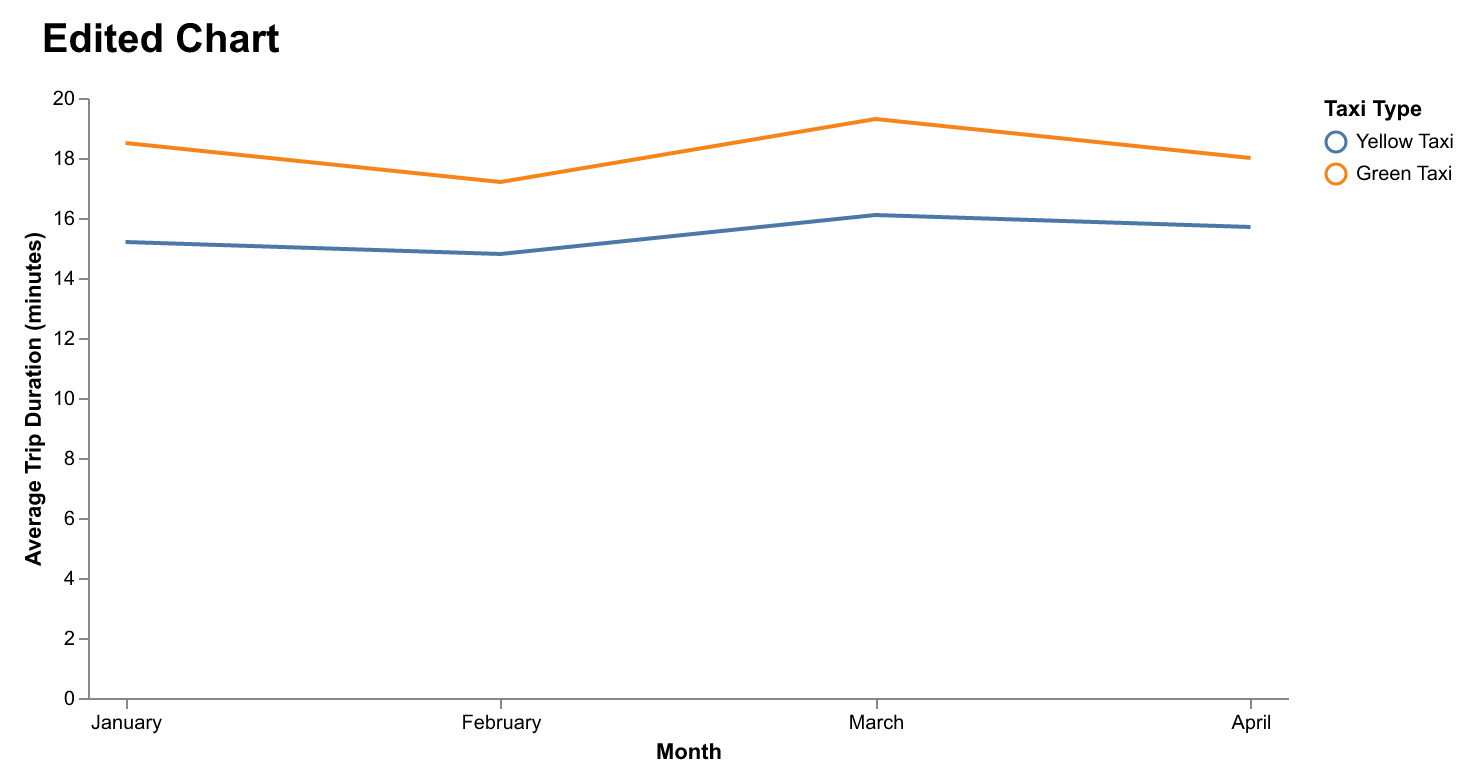 Edited Chart
Average Trip Duration (minutes)
20
18
16
14
12
10
8
6
4
2
0
January February March April
Month
Taxi Type
Yellow Taxi
Green Taxi